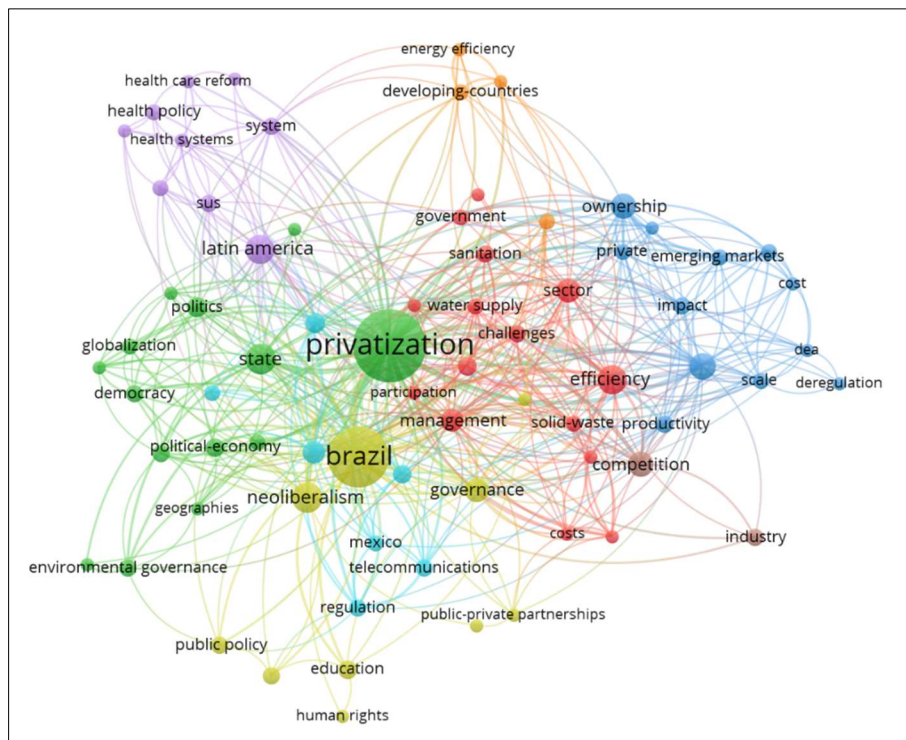 energy efficiency
health care reform
developing-countries
health policy
system
health systems
sus
ownership
government
latin america
sanitation
private
emerging markets
cost
sector
politics
water supply
impact
challenges
privatization
globalization
state
dea
efficiency
scale
deregulation
democracy
participation
management
solid-waste
productivity
political-economy
brazil
competition
neoliberalism
governance
geographies
costs
industry
mexico
environmental governance
telecommunications
regulation
public-private partnerships
public policy
education
human rights